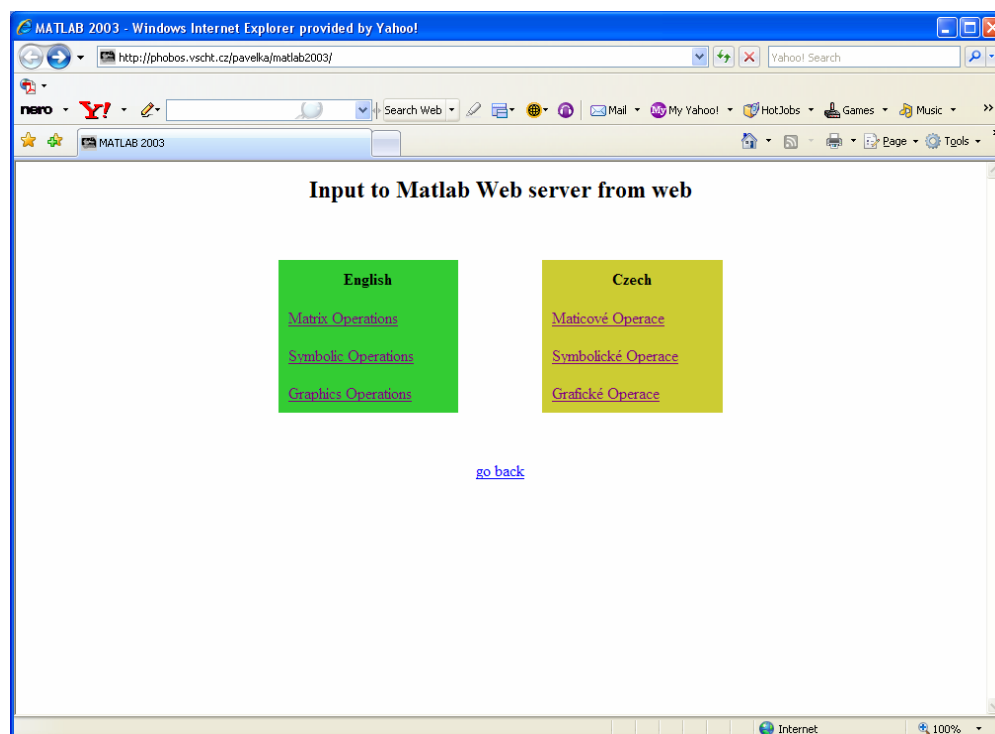 MATLAB 2003 - Windows Internet Explorer provided by Yahoo!
http://phobos.vscht.cz/pavelka/matlab2003/ Yahoo! Search
nero Y! Search Web Mail My My Yahoo! HotJobs Games Music »
MATLAB 2003 Page Tools
Input to Matlab Web server from web
English
Matrix Operations
Symbolic Operations
Graphics Operations
Czech
Maticové Operace
Symbolické Operace
Grafické Operace
go back
Internet 100%